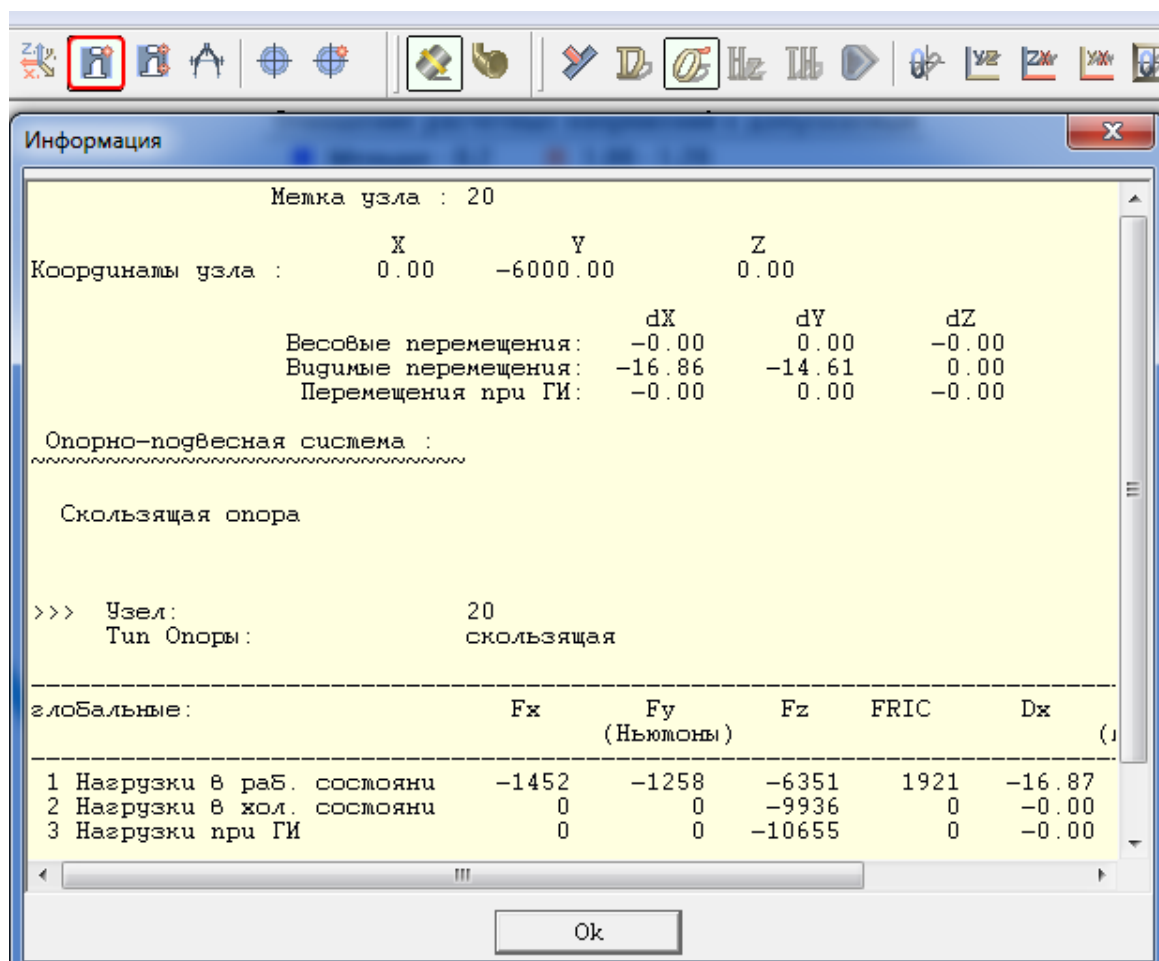 Информация
Метка узла : 20
X Y Z
Координаты узла : 0.00 -6000.00 0.00
dX dY dZ
Весовые перемещения: -0.00 0.00 -0.00
Видимые перемещения: -16.86 -14.61 0.00
Перемещения при ГИ: -0.00 0.00 -0.00
Опорно-подвесная система :
~~~~~~~~~~~~~~~~~~~~~~~~~~~~~
Скользящая опора
>>> Узел: 20
Тип Опоры: скользящая
глобальные: Fx Fy Fz FRIC Dx
(Ньютоны) (
1 Нагрузки в раб. состояни -1452 -1258 -6351 1921 -16.87
2 Нагрузки в хол. состояни 0 0 -9936 0 -0.00
3 Нагрузки при ГИ 0 0 -10655 0 -0.00
Ok